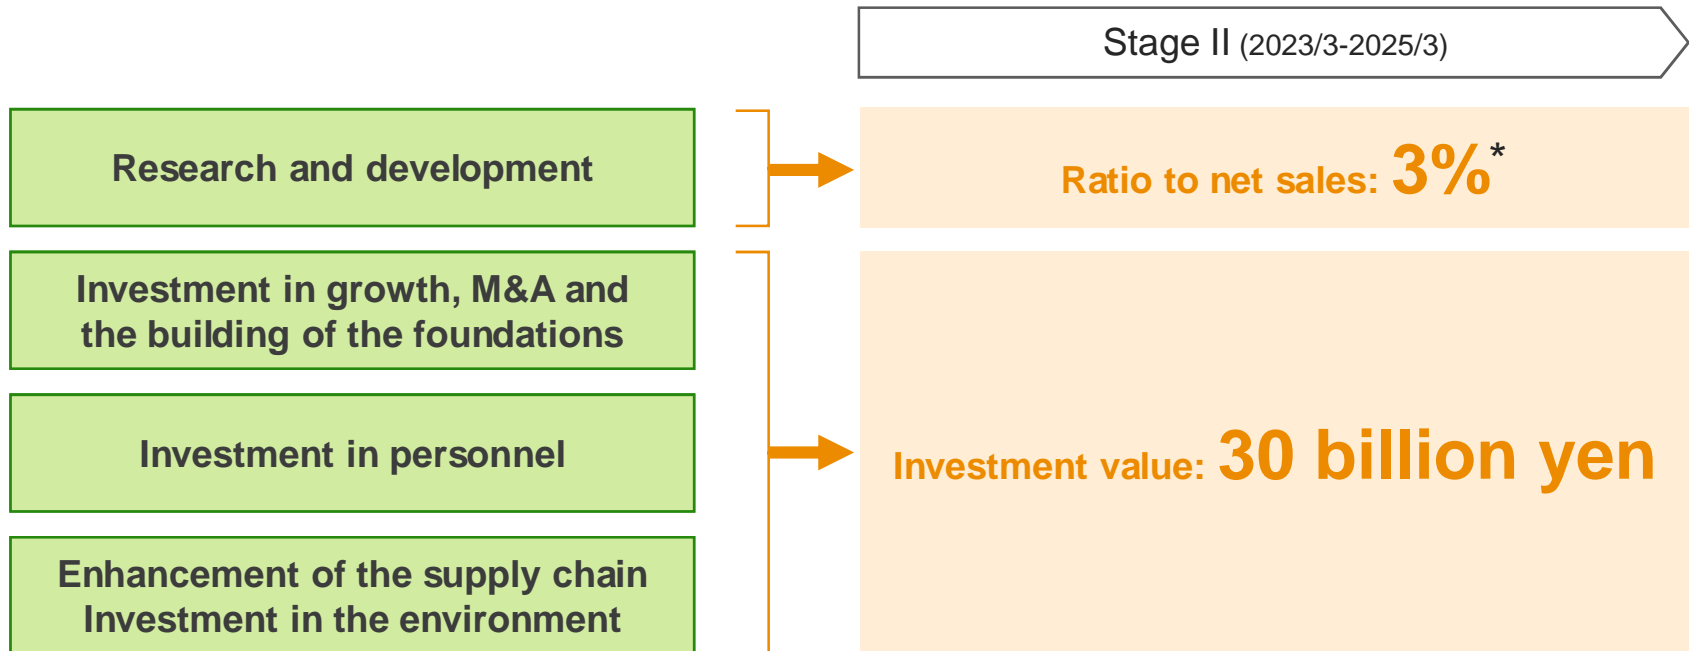 Stage II (2023/3-2025/3)
Research and development
Ratio to net sales: 3%*
Investment in growth, M&A and
the building of the foundations
Investment in personnel
Investment value: 30 billion yen
Enhancement of the supply chain
Investment in the environment